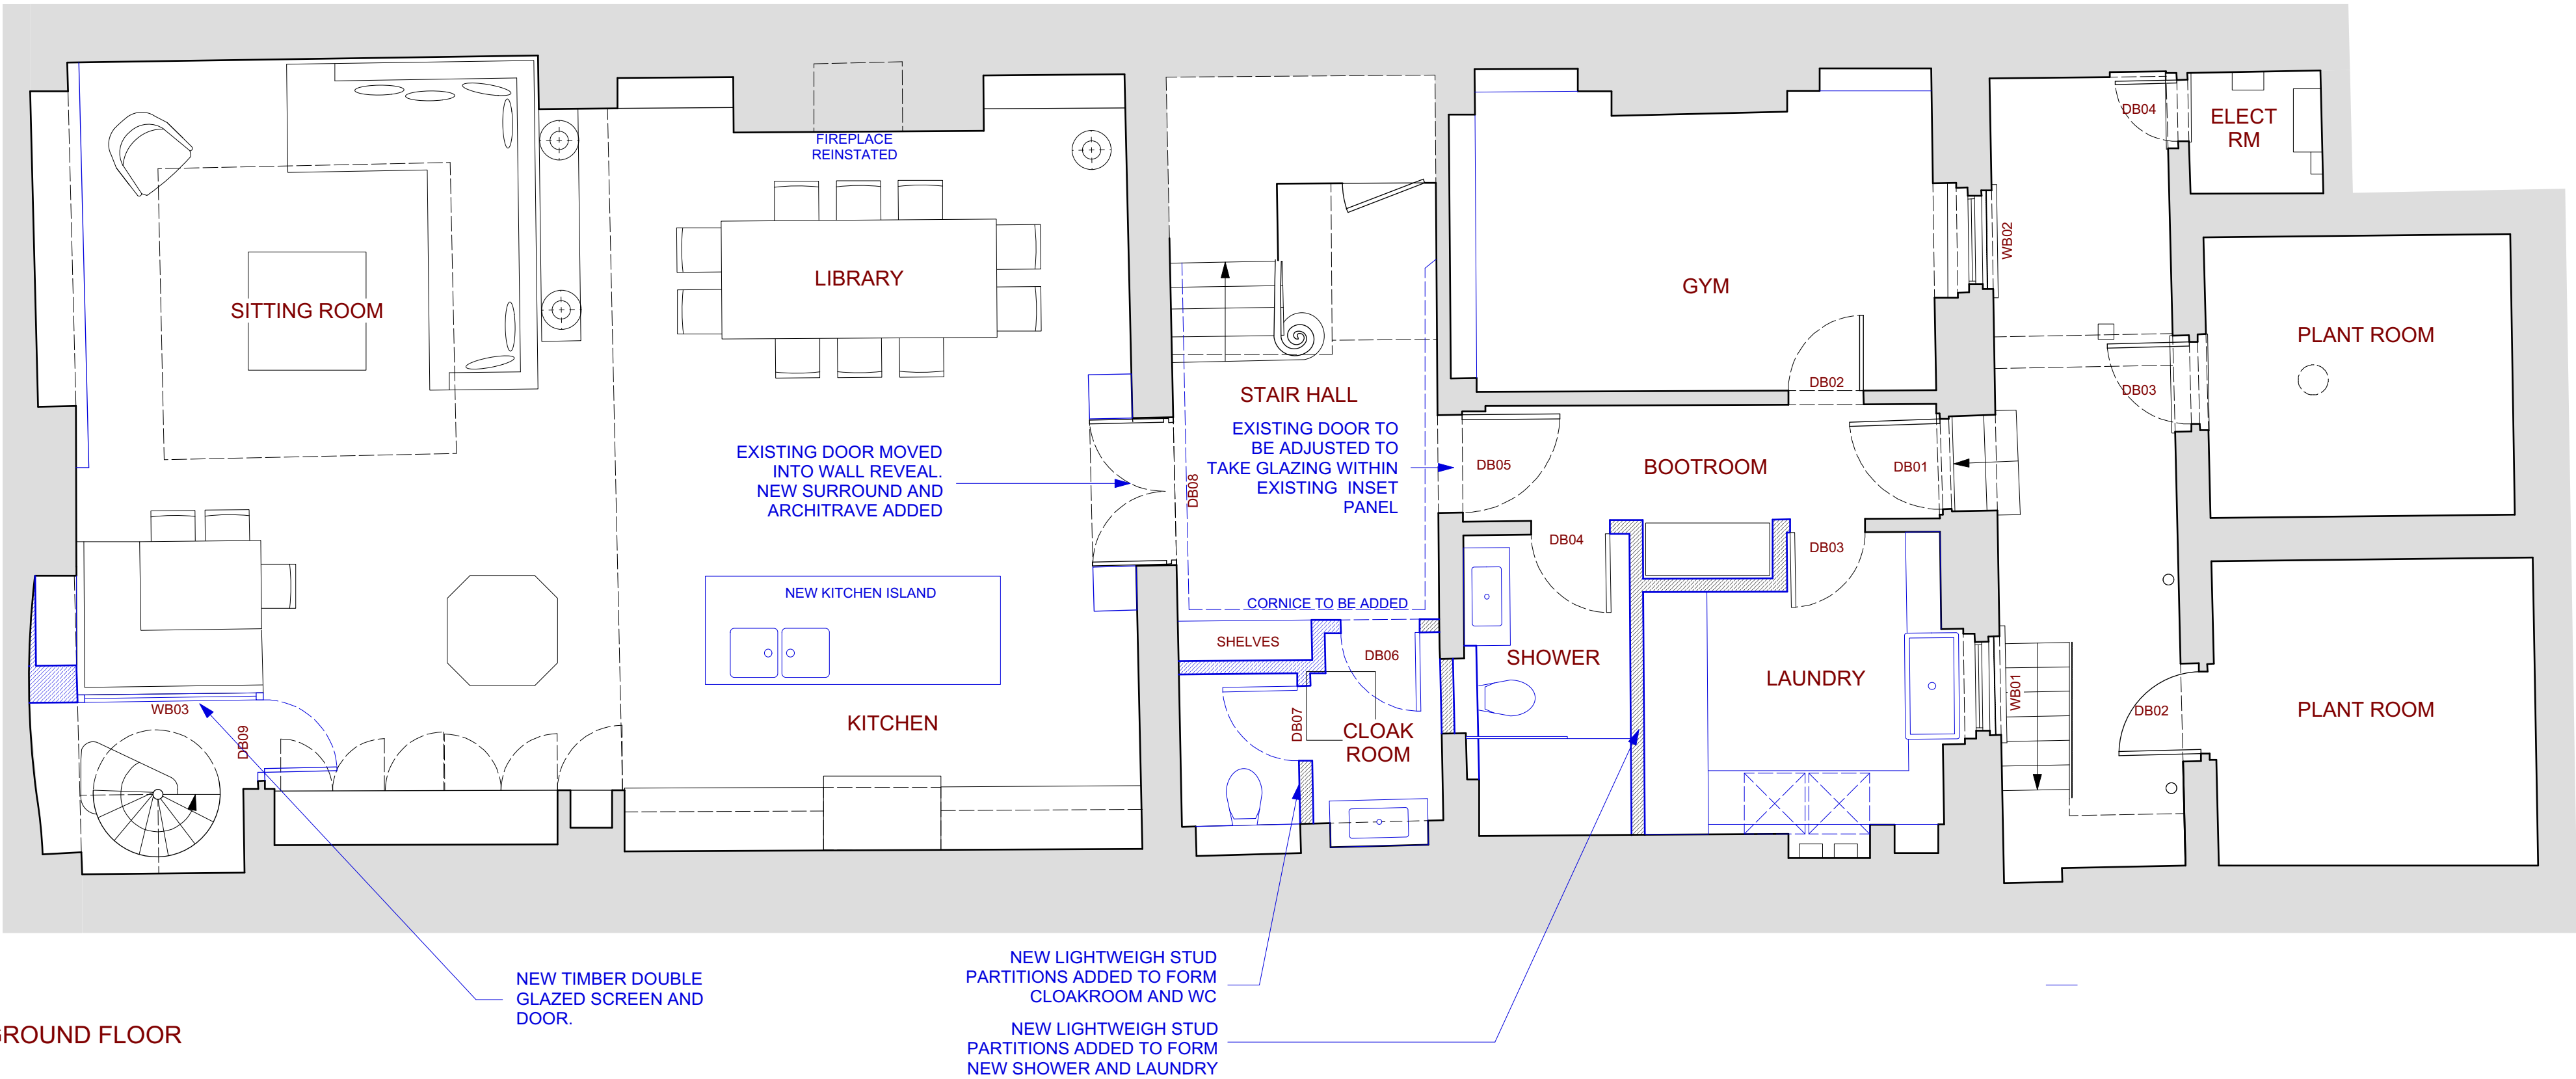 DB04
ELECT
RM
FIREPLACE
REINSTATED
WB02
LIBRARY
GYM
SITTING ROOM
PLANT ROOM
DB02
DB03
STAIR HALL
EXISTING DOOR TO
BE ADJUSTED TO
TAKE GLAZING WITHIN
EXISTING INSET
PANEL
EXISTING DOOR MOVED
INTO WALL REVEAL.
NEW SURROUND AND
ARCHITRAVE ADDED
DB08
DB05
BOOTROOM
DB01
DB04
DB03
NEW KITCHEN ISLAND
CORNICE TO BE ADDED
SHELVES
DB06
SHOWER
LAUNDRY
WB01
WB03
DB09
KITCHEN
DB07
CLOAK
ROOM
DB02
PLANT ROOM
NEW TIMBER DOUBLE
GLAZED SCREEN AND
DOOR.
NEW LIGHTWEIGH STUD
PARTITIONS ADDED TO FORM
CLOAKROOM AND WC
NEW LIGHTWEIGH STUD
PARTITIONS ADDED TO FORM
NEW SHOWER AND LAUNDRY
GROUND FLOOR